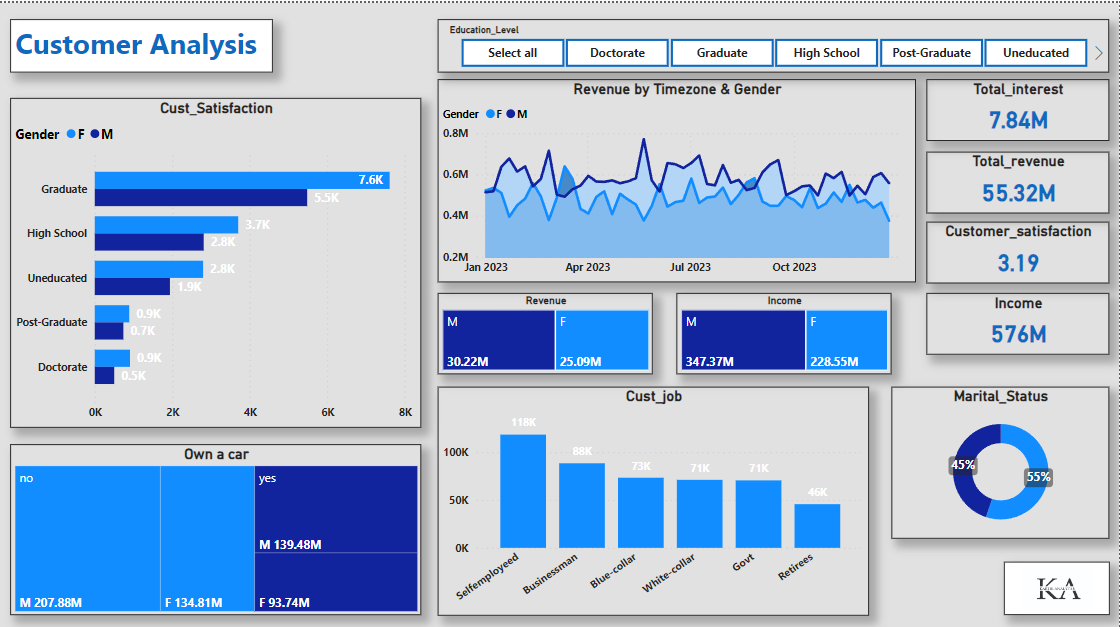 Customer Analysis
Education_Level
Select all
Doctorate
Graduate
High School
Post-Graduate
Uneducated
Cust_Satisfaction
Gender F M
Graduate
7.6K
5.5K
High School
3.7K
2.8K
Uneducated
2.8K
1.9K
Post-Graduate
0.9K
0.7K
Doctorate
0.9K
0.5K
0K 2K 4K 6K 8K
Revenue by Timezone & Gender
Gender F M
0.8M
0.6M
0.4M
0.2M
Jan 2023 Apr 2023 Jul 2023 Oct 2023
Total_interest
7.84M
Total_revenue
55.32M
Customer_satisfaction
3.19
Income
576M
Revenue
M F
30.22M 25.09M
Income
M F
347.37M 228.55M
Own a car
no yes
M 139.48M
M 207.88M F 134.81M F 93.74M
Cust_job
118K
88K
73K
71K
71K
46K
100K
50K
0K
Selfemployeed
Businessman
Blue-collar
White-collar
Govt
Retirees
Marital_Status
45%
55%
KA